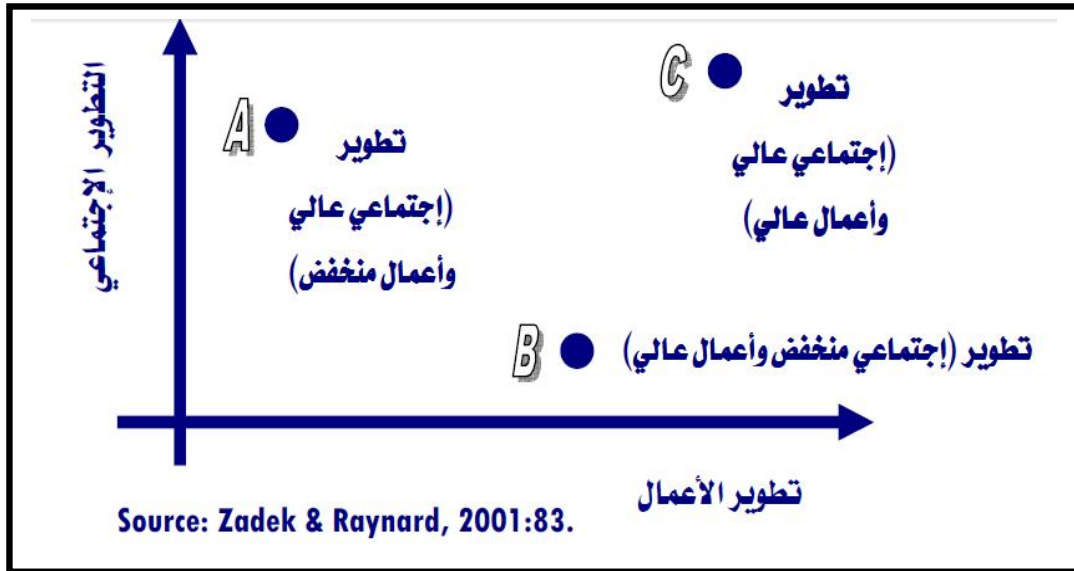 التطوير الإجتماعي
A
تطوير
(إجتماعي عالي
وأعمال منخفض)
C
تطوير
(إجتماعي عالي
وأعمال عالي)
B
تطوير (إجتماعي منخفض وأعمال عالي)
تطوير الأعمال
Source: Zadek & Raynard, 2001:83.